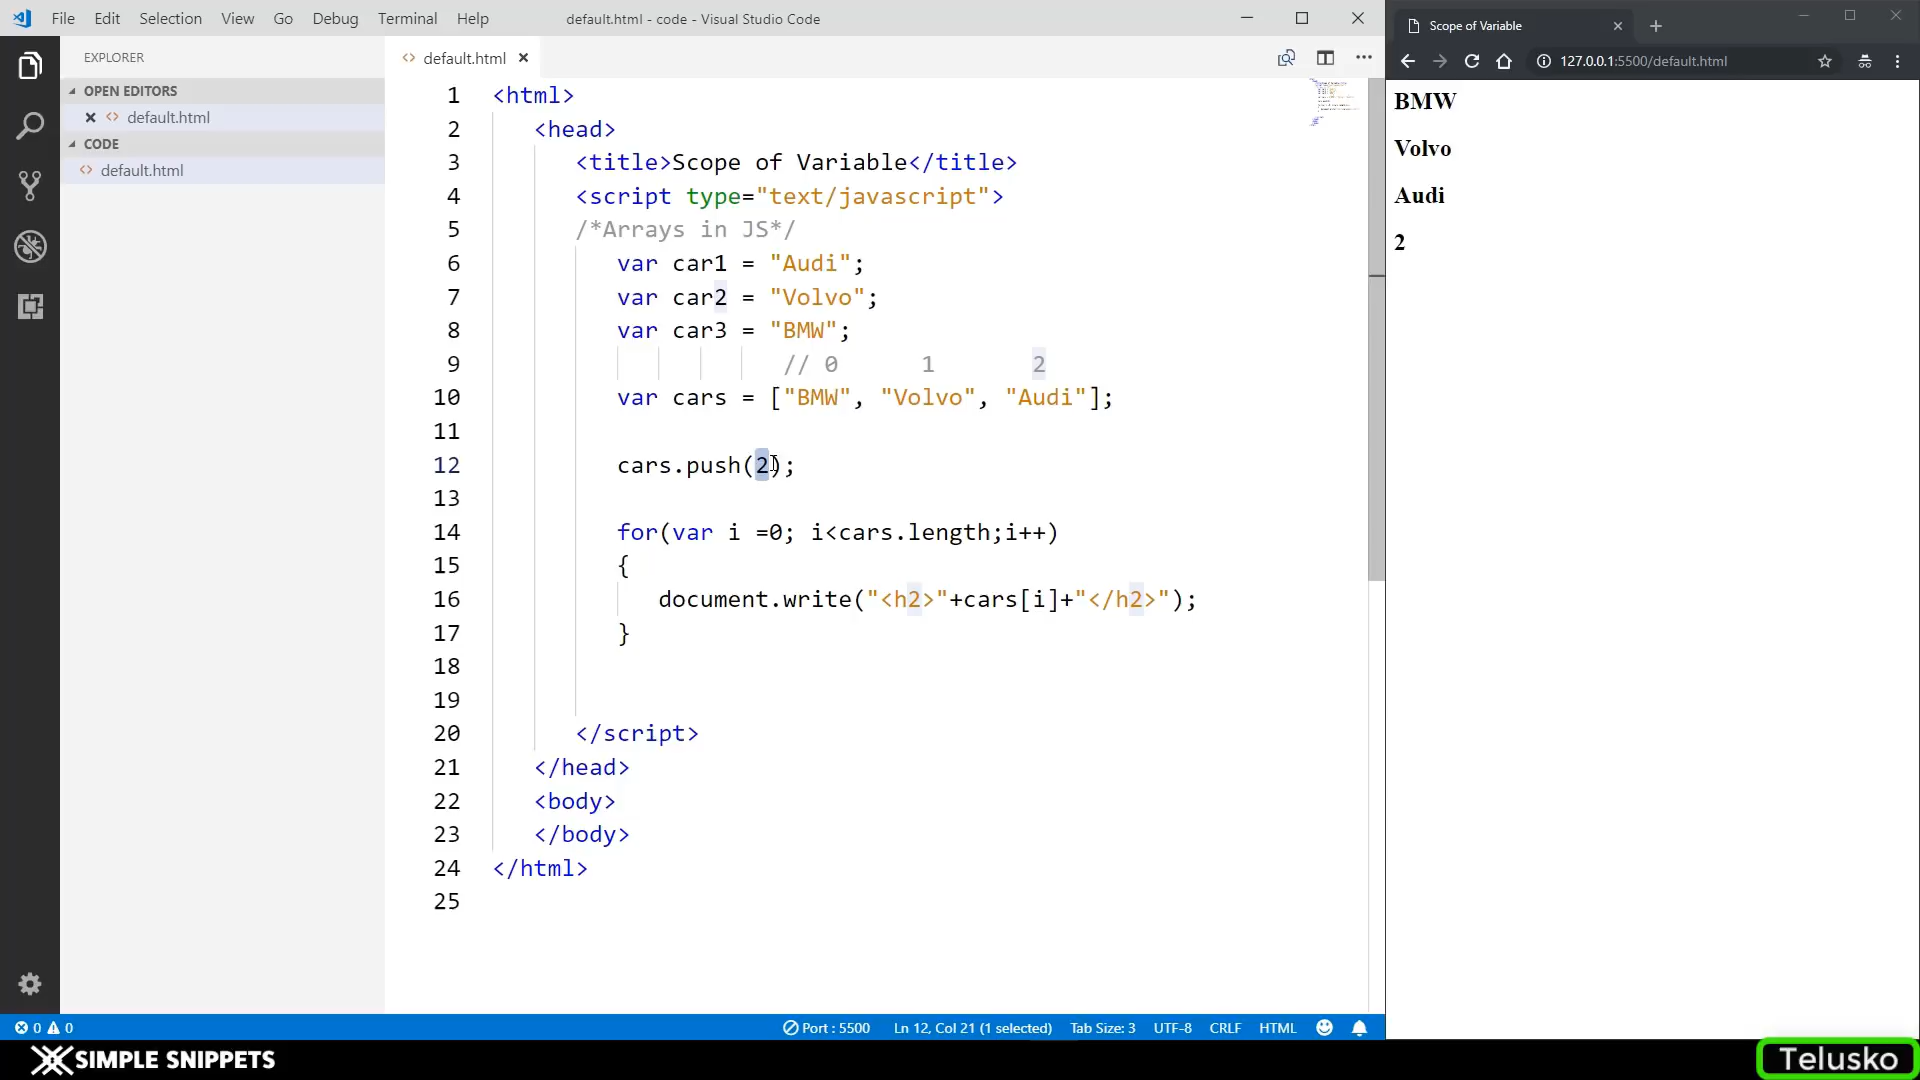 File Edit Selection View Go Debug Terminal Help default.html - code - Visual Studio Code
EXPLORER
OPEN EDITORS
default.html
CODE
default.html
default.html
1 <html>
2 <head>
3 <title>Scope of Variable</title>
4 <script type="text/javascript">
5 /*Arrays in JS*/
6 var car1 = "Audi";
7 var car2 = "Volvo";
8 var car3 = "BMW";
9 // 0 1 2
10 var cars = ["BMW", "Volvo", "Audi"];
11
12 cars.push(2);
13
14 for(var i =0; i<cars.length;i++)
15 {
16 document.write("<h2>"+cars[i]+"</h2>");
17 }
18
19
20 </script>
21 </head>
22 <body>
23 </body>
24 </html>
25
0 0 Port : 5500 Ln 12, Col 21 (1 selected) Tab Size: 3 UTF-8 CRLF HTML
Scope of Variable
127.0.0.1:5500/default.html
BMW
Volvo
Audi
2
SIMPLE SNIPPETS
Telusko